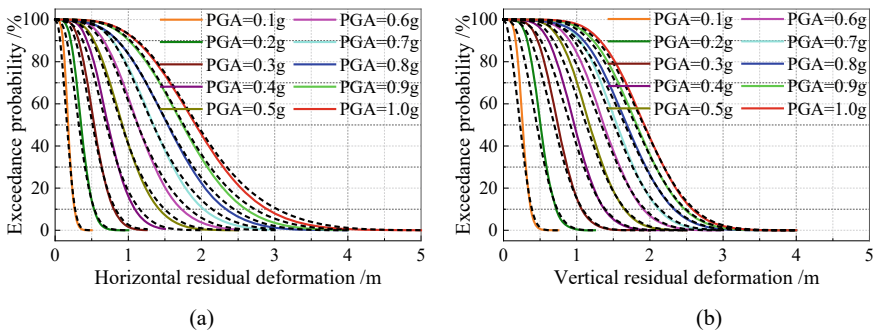 100
80
60
40
20
0
Exceedance probability /%
PGA=0.1g PGA=0.6g
PGA=0.2g PGA=0.7g
PGA=0.3g PGA=0.8g
PGA=0.4g PGA=0.9g
PGA=0.5g PGA=1.0g
0 1 2 3 4 5
Horizontal residual deformation /m
(a)
100
80
60
40
20
0
Exceedance probability /%
PGA=0.1g PGA=0.6g
PGA=0.2g PGA=0.7g
PGA=0.3g PGA=0.8g
PGA=0.4g PGA=0.9g
PGA=0.5g PGA=1.0g
0 1 2 3 4 5
Vertical residual deformation /m
(b)